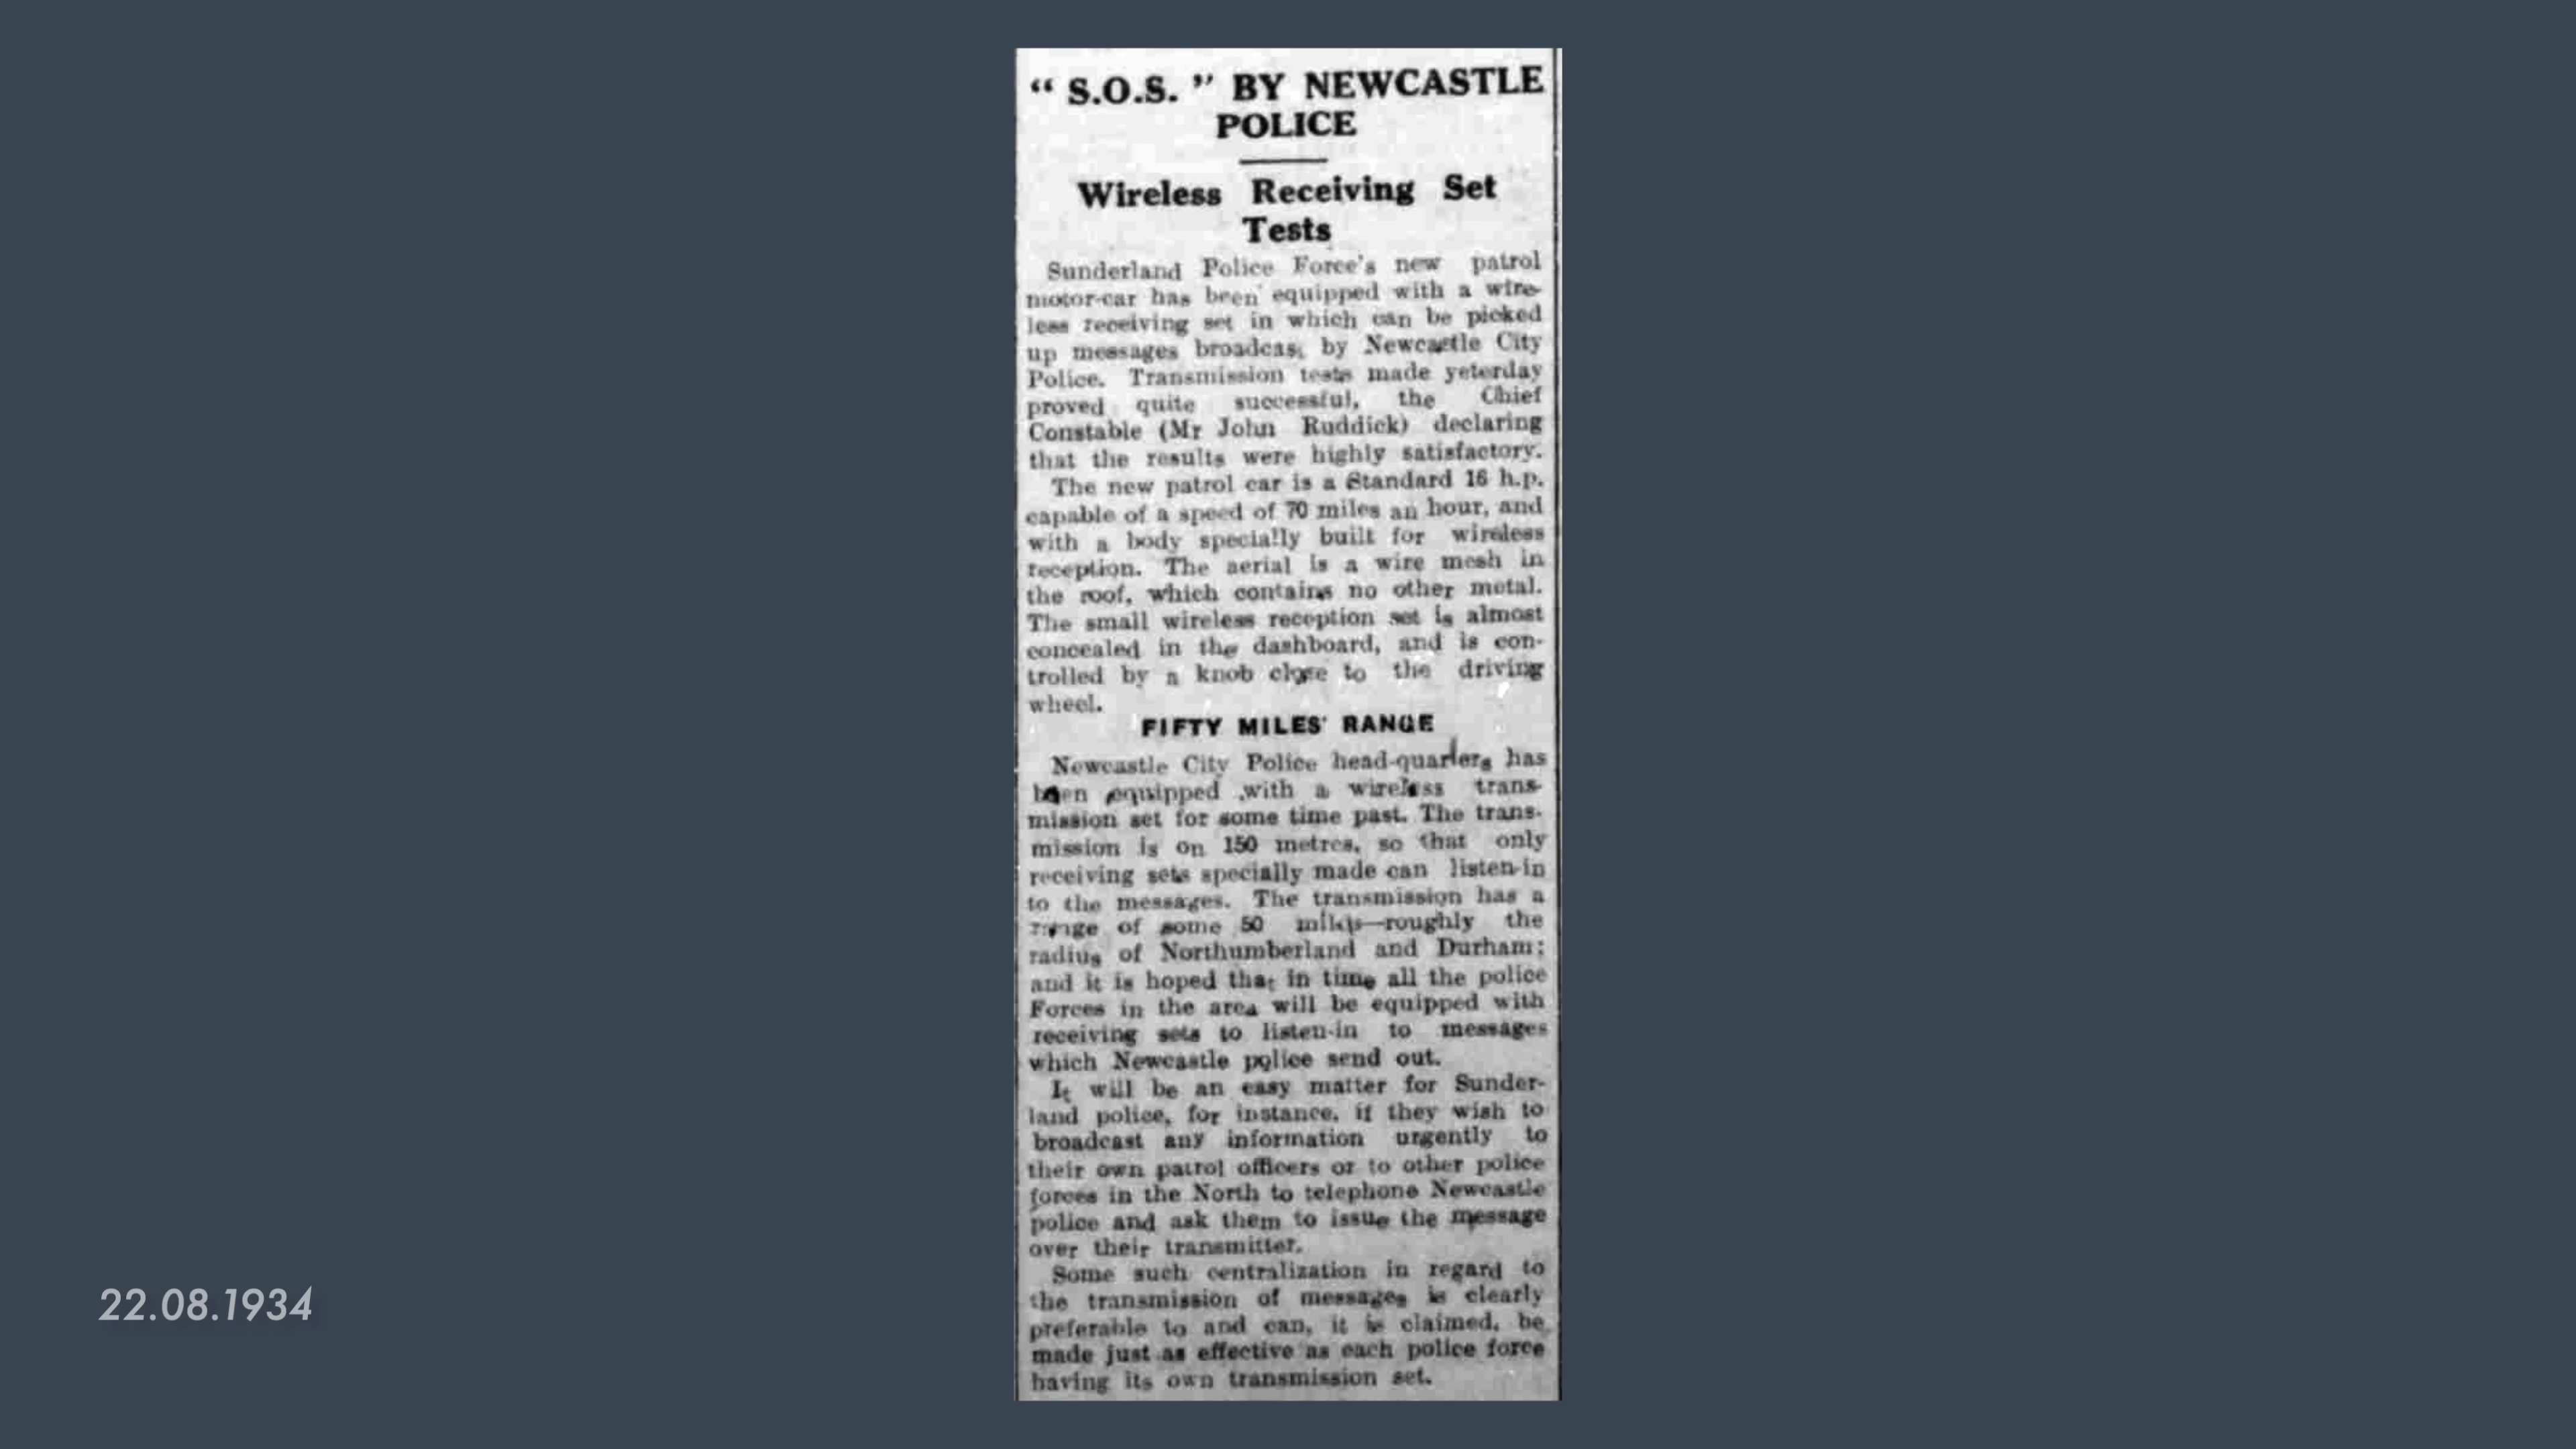 “ S.O.S. ” BY NEWCASTLE
POLICE
Wireless Receiving Set
Tests
Sunderland Police Force's new patrol
motor-car has been equipped with a wire-
less receiving set in which can be picked
up messages broadcast by Newcastle City
Police. Transmission tests made yeterday
proved quite successful, the Chief
Constable (Mr John Ruddick) declaring
that the results were highly satisfactory.
The new patrol car is a Standard 16 h.p.
capable of a speed of 70 miles an hour, and
with a body specially built for wireless
reception. The aerial is a wire mesh in
the roof, which contains no other metal.
The small wireless reception set is almost
concealed in the dashboard, and is con-
trolled by a knob close to the driving
wheel.
FIFTY MILES' RANGE
Newcastle City Police head-quarters has
been equipped with a wireless trans-
mission set for some time past. The trans-
mission is on 150 metres, so that only
receiving sets specially made can listen-in
to the messages. The transmission has a
range of some 50 miles—roughly the
radius of Northumberland and Durham;
and it is hoped that in time all the police
Forces in the area will be equipped with
receiving sets to listen-in to messages
which Newcastle police send out.
It will be an easy matter for Sunder-
land police, for instance, if they wish to
broadcast any information urgently to
their own patrol officers or to other police
forces in the North to telephone Newcastle
police and ask them to issue the message
over their transmitter.
Some such centralization in regard to
the transmission of messages is clearly
preferable to and can, it is claimed, be
made just as effective as each police force
having its own transmission set.
22.08.1934